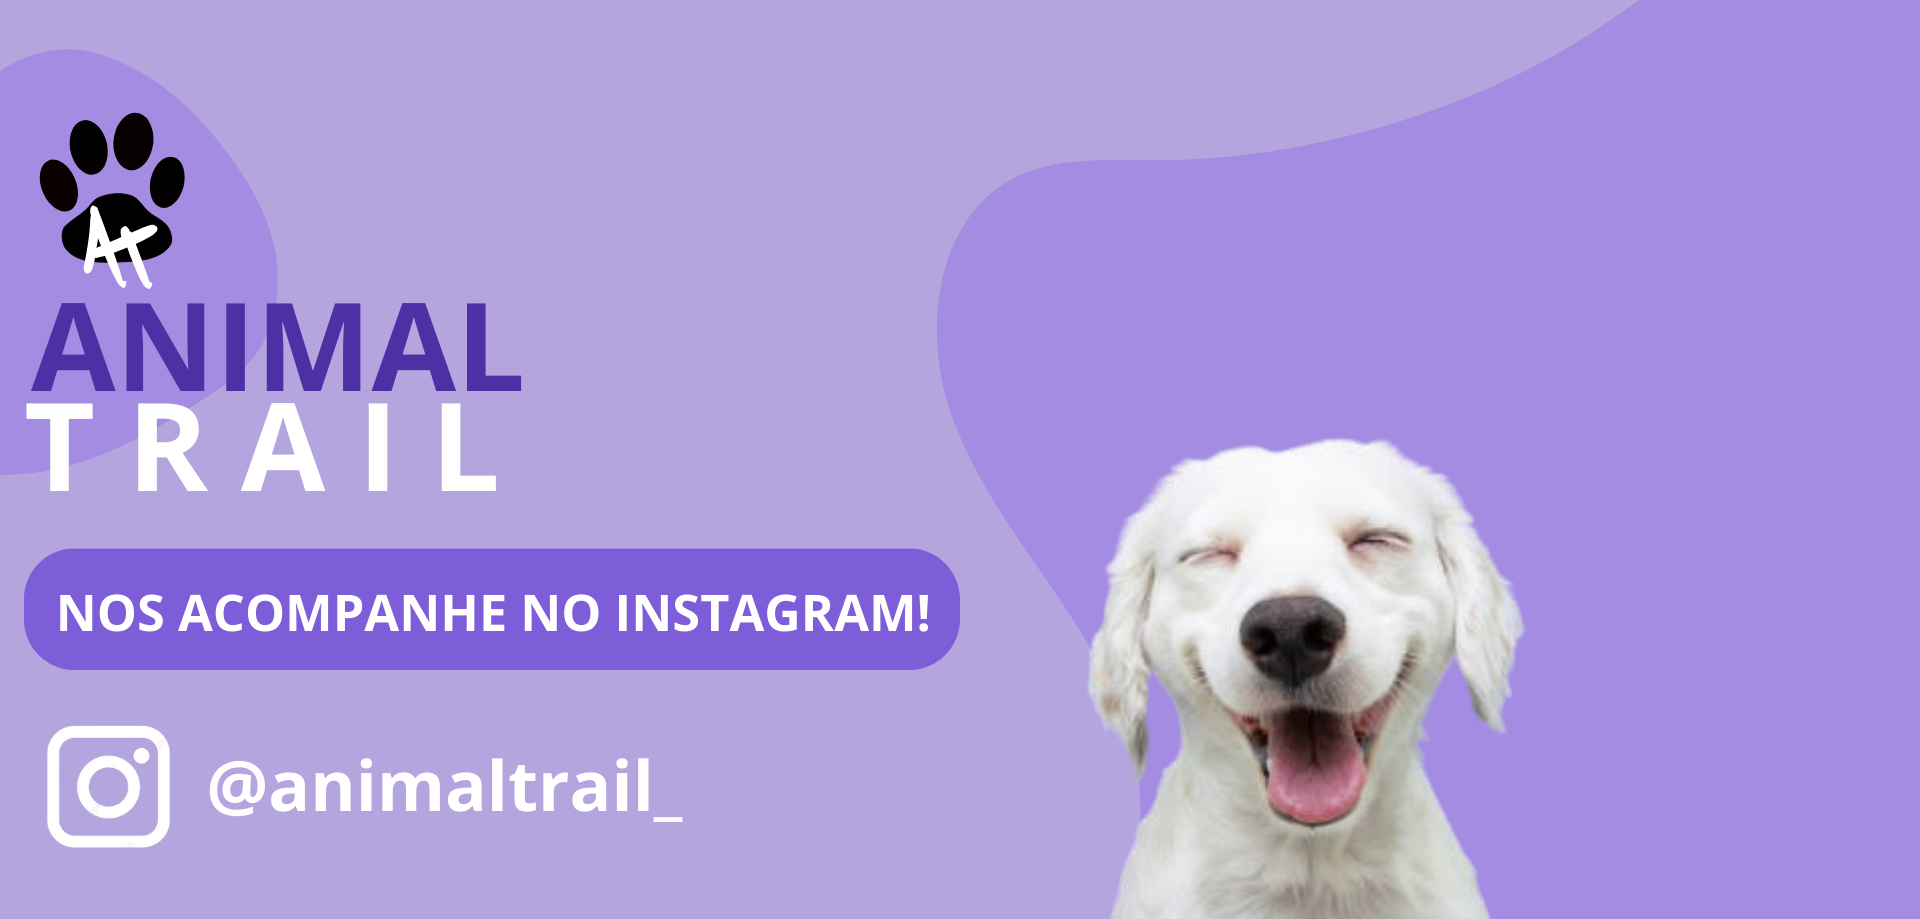 AT
ANIMAL
TRAIL
NOS ACOMPANHE NO INSTAGRAM!
@animaltrail_